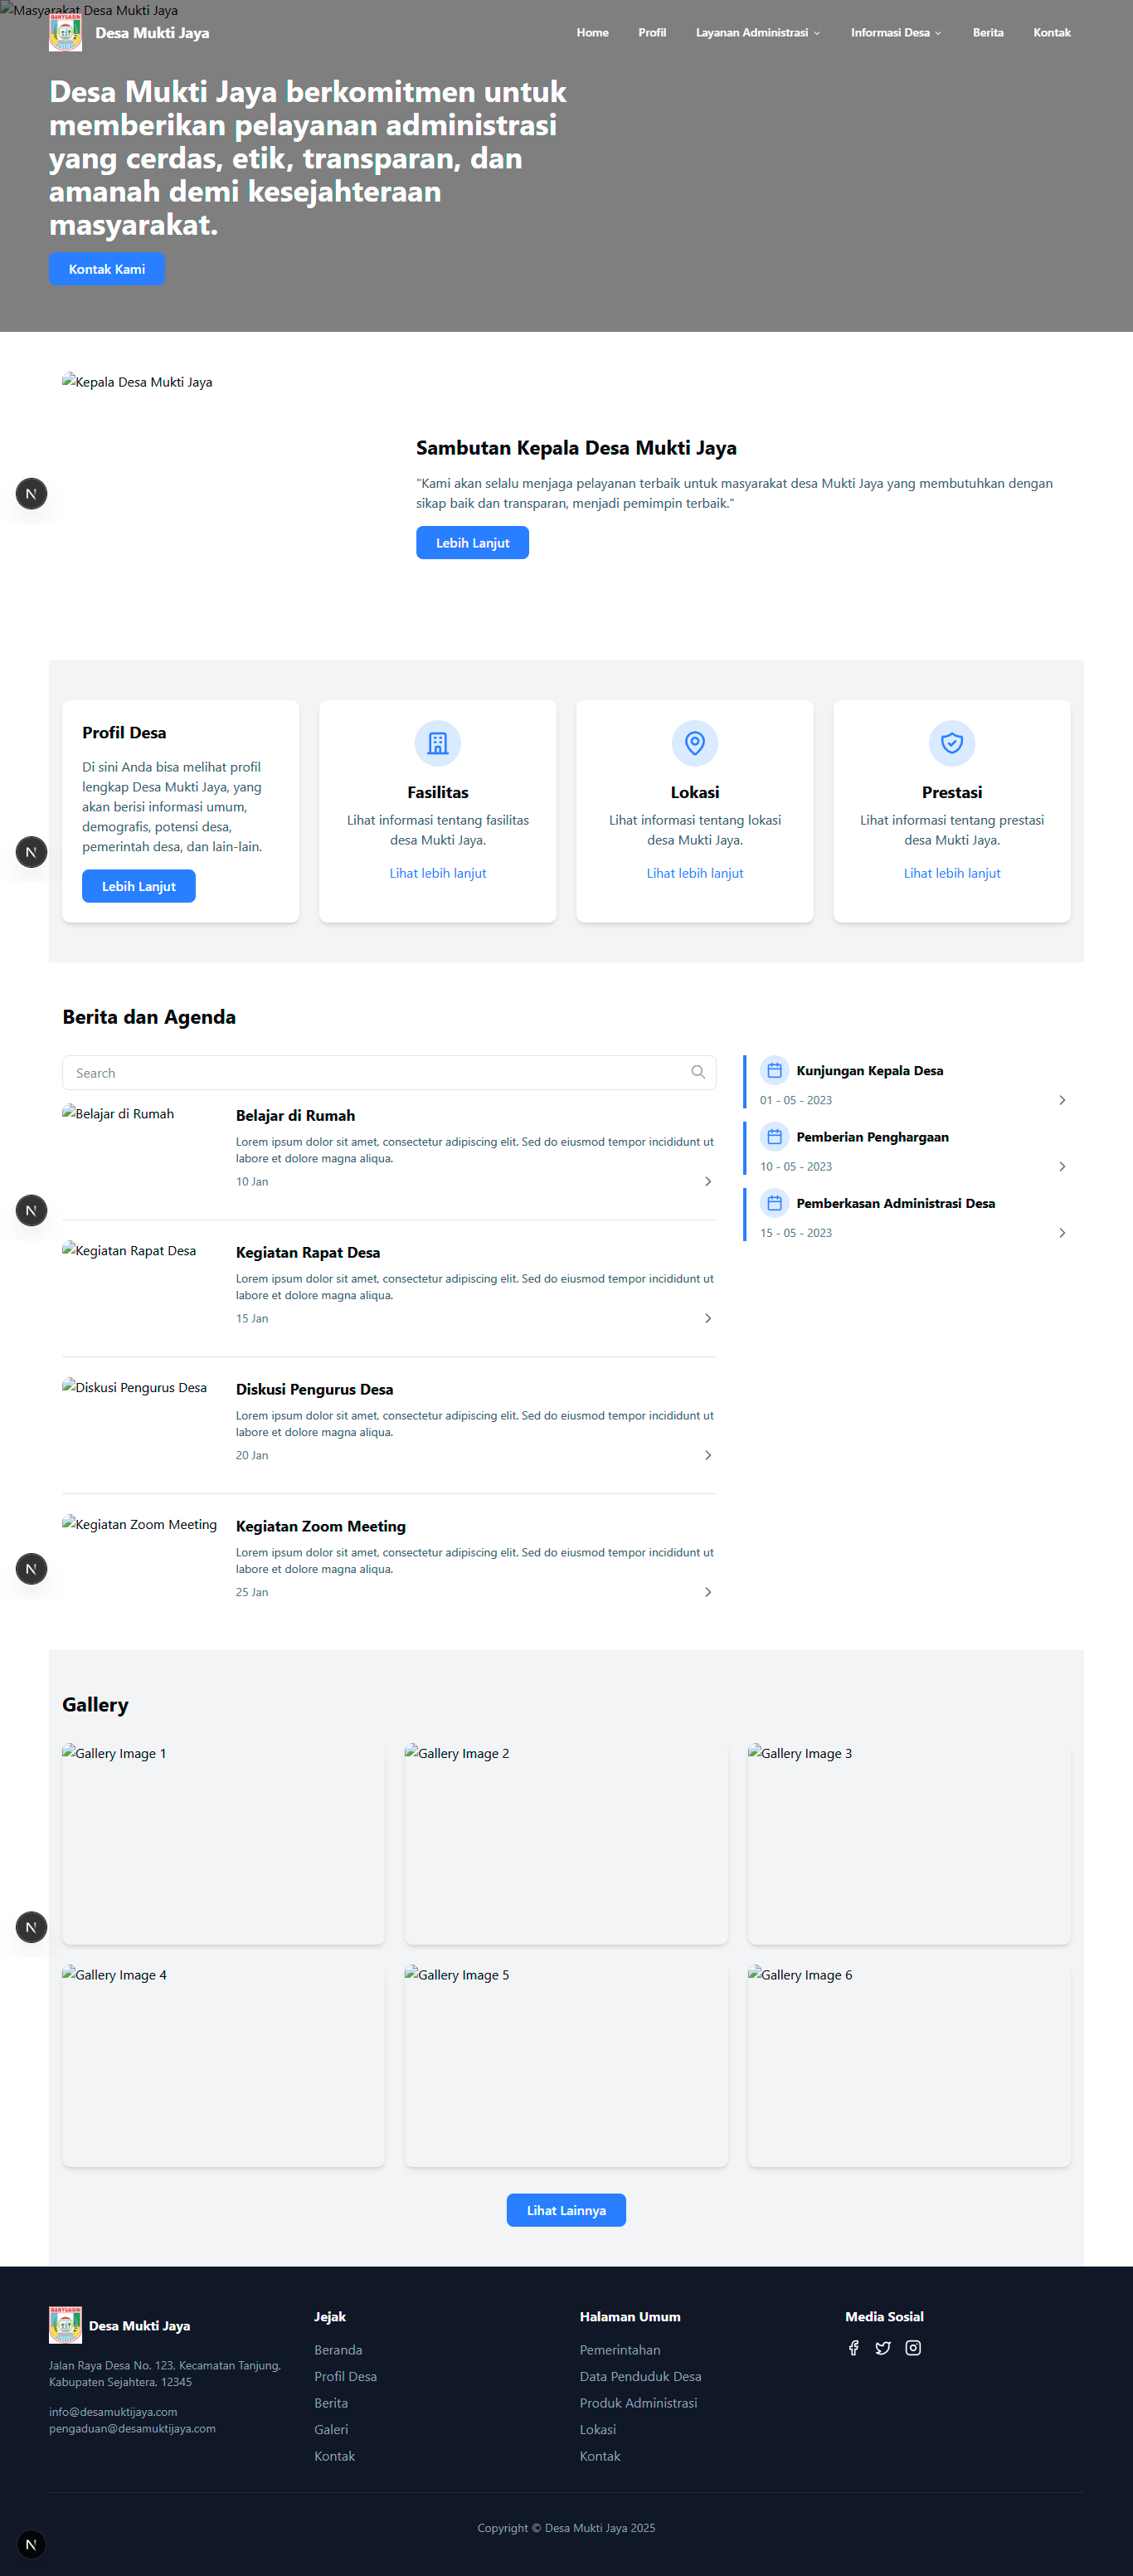 Masyarakat Desa Mukti Jaya
BANYUASIN
Desa Mukti Jaya
Home Profil Layanan Administrasi Informasi Desa Berita Kontak
Desa Mukti Jaya berkomitmen untuk
memberikan pelayanan administrasi
yang cerdas, etik, transparan, dan
amanah demi kesejahteraan
masyarakat.
Kontak Kami
Kepala Desa Mukti Jaya
Sambutan Kepala Desa Mukti Jaya
"Kami akan selalu menjaga pelayanan terbaik untuk masyarakat desa Mukti Jaya yang membutuhkan dengan
sikap baik dan transparan, menjadi pemimpin terbaik."
Lebih Lanjut
N
Profil Desa
Di sini Anda bisa melihat profil
lengkap Desa Mukti Jaya, yang
akan berisi informasi umum,
demografis, potensi desa,
pemerintah desa, dan lain-lain.
Lebih Lanjut
Fasilitas
Lihat informasi tentang fasilitas
desa Mukti Jaya.
Lihat lebih lanjut
Lokasi
Lihat informasi tentang lokasi
desa Mukti Jaya.
Lihat lebih lanjut
Prestasi
Lihat informasi tentang prestasi
desa Mukti Jaya.
Lihat lebih lanjut
N
Berita dan Agenda
Search
Belajar di Rumah
Belajar di Rumah
Lorem ipsum dolor sit amet, consectetur adipiscing elit. Sed do eiusmod tempor incididunt ut
labore et dolore magna aliqua.
10 Jan
N
Kegiatan Rapat Desa
Kegiatan Rapat Desa
Lorem ipsum dolor sit amet, consectetur adipiscing elit. Sed do eiusmod tempor incididunt ut
labore et dolore magna aliqua.
15 Jan
Diskusi Pengurus Desa
Diskusi Pengurus Desa
Lorem ipsum dolor sit amet, consectetur adipiscing elit. Sed do eiusmod tempor incididunt ut
labore et dolore magna aliqua.
20 Jan
Kegiatan Zoom Meeting
Kegiatan Zoom Meeting
Lorem ipsum dolor sit amet, consectetur adipiscing elit. Sed do eiusmod tempor incididunt ut
labore et dolore magna aliqua.
25 Jan
N
Kunjungan Kepala Desa
01 - 05 - 2023
Pemberian Penghargaan
10 - 05 - 2023
Pemberkasan Administrasi Desa
15 - 05 - 2023
Gallery
Gallery Image 1
Gallery Image 2
Gallery Image 3
N
Gallery Image 4
Gallery Image 5
Gallery Image 6
Lihat Lainnya
BANYUASIN
Desa Mukti Jaya
Jalan Raya Desa No. 123, Kecamatan Tanjung,
Kabupaten Sejahtera, 12345
info@desamuktijaya.com
pengaduan@desamuktijaya.com
Jejak
Beranda
Profil Desa
Berita
Galeri
Kontak
Halaman Umum
Pemerintahan
Data Penduduk Desa
Produk Administrasi
Lokasi
Kontak
Media Sosial
Copyright © Desa Mukti Jaya 2025
N